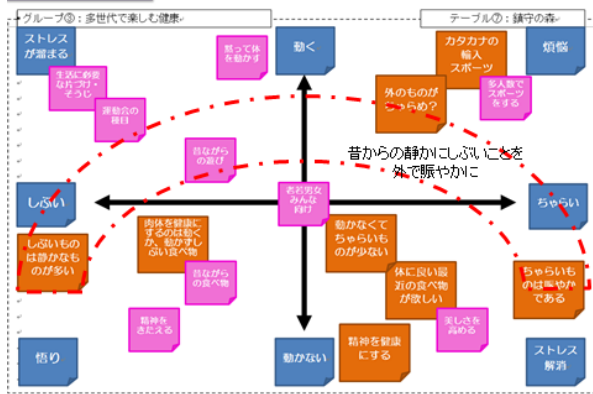 グループ③：多世代で楽しむ健康
テーブル⑦：鎮守の森
ストレス
が溜まる
動く
煩悩
黙って体
を動かす
カタカナの
輸入
スポーツ
生活に必要
な片づけ・
そうじ
運動会の
種目
外のものが
ちゃらめ？
多人数で
スポーツ
をする
昔ながら
の遊び
昔からの静かにしぶいことを
外で賑やかに
しぶい
老若男女
みんな
向け
ちゃらい
しぶいもの
は静かなも
のが多い
肉体を健康に
するのは動く
か、動かずし
ぶい食べ物
動かなくて
ちゃらいも
のが少ない
昔ながら
の食べ物
体に良い最
近の食べ物
が欲しい
ちゃらいも
のは賑やか
である
精神を
きたえる
美しさを
高める
精神を健康
にする
悟り
動かない
ストレス
解消